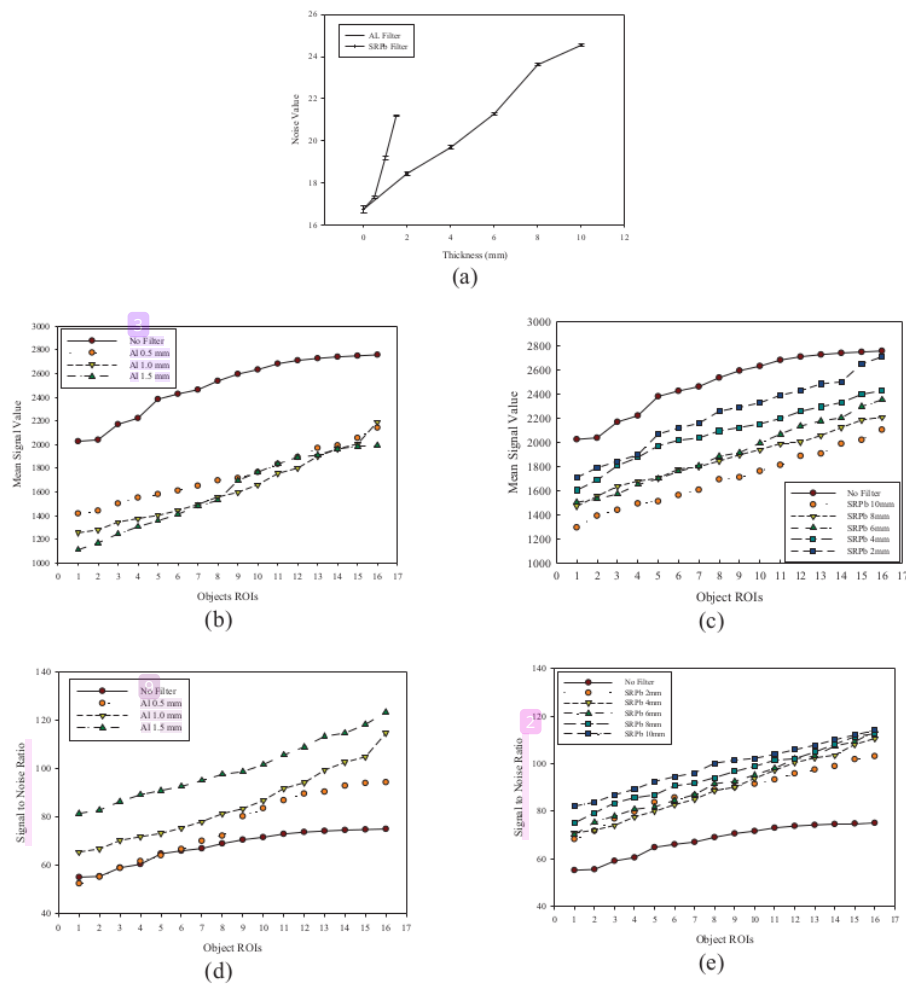 26
24
22
20
18
16
Noise Value
AL Filter
SRPb Filter
0 2 4 6 8 10 12
Thickness (mm)
(a)
3
3000
2800
2600
2400
2200
2000
1800
1600
1400
1200
1000
Mean Signal Value
No Filter
Al 0.5 mm
Al 1.0 mm
Al 1.5 mm
0 1 2 3 4 5 6 7 8 9 10 11 12 13 14 15 16 17
Objects ROIs
(b)
3000
2800
2600
2400
2200
2000
1800
1600
1400
1200
1000
Mean Signal Value
No Filter
SRPb 10mm
SRPb 8mm
SRPb 6mm
SRPb 4mm
SRPb 2mm
0 1 2 3 4 5 6 7 8 9 10 11 12 13 14 15 16 17
Object ROIs
(c)
140
120
100
80
60
40
Signal to Noise Ratio
9
No Filter
Al 0.5 mm
Al 1.0 mm
Al 1.5 mm
0 1 2 3 4 5 6 7 8 9 10 11 12 13 14 15 16 17
Object ROIs
(d)
140
120
100
80
60
40
2
Signal to Noise Ratio
No Filter
SRPb 2mm
SRPb 4mm
SRPb 6mm
SRPb 8mm
SRPb 10mm
0 1 2 3 4 5 6 7 8 9 10 11 12 13 14 15 16 17
Object ROIs
(e)